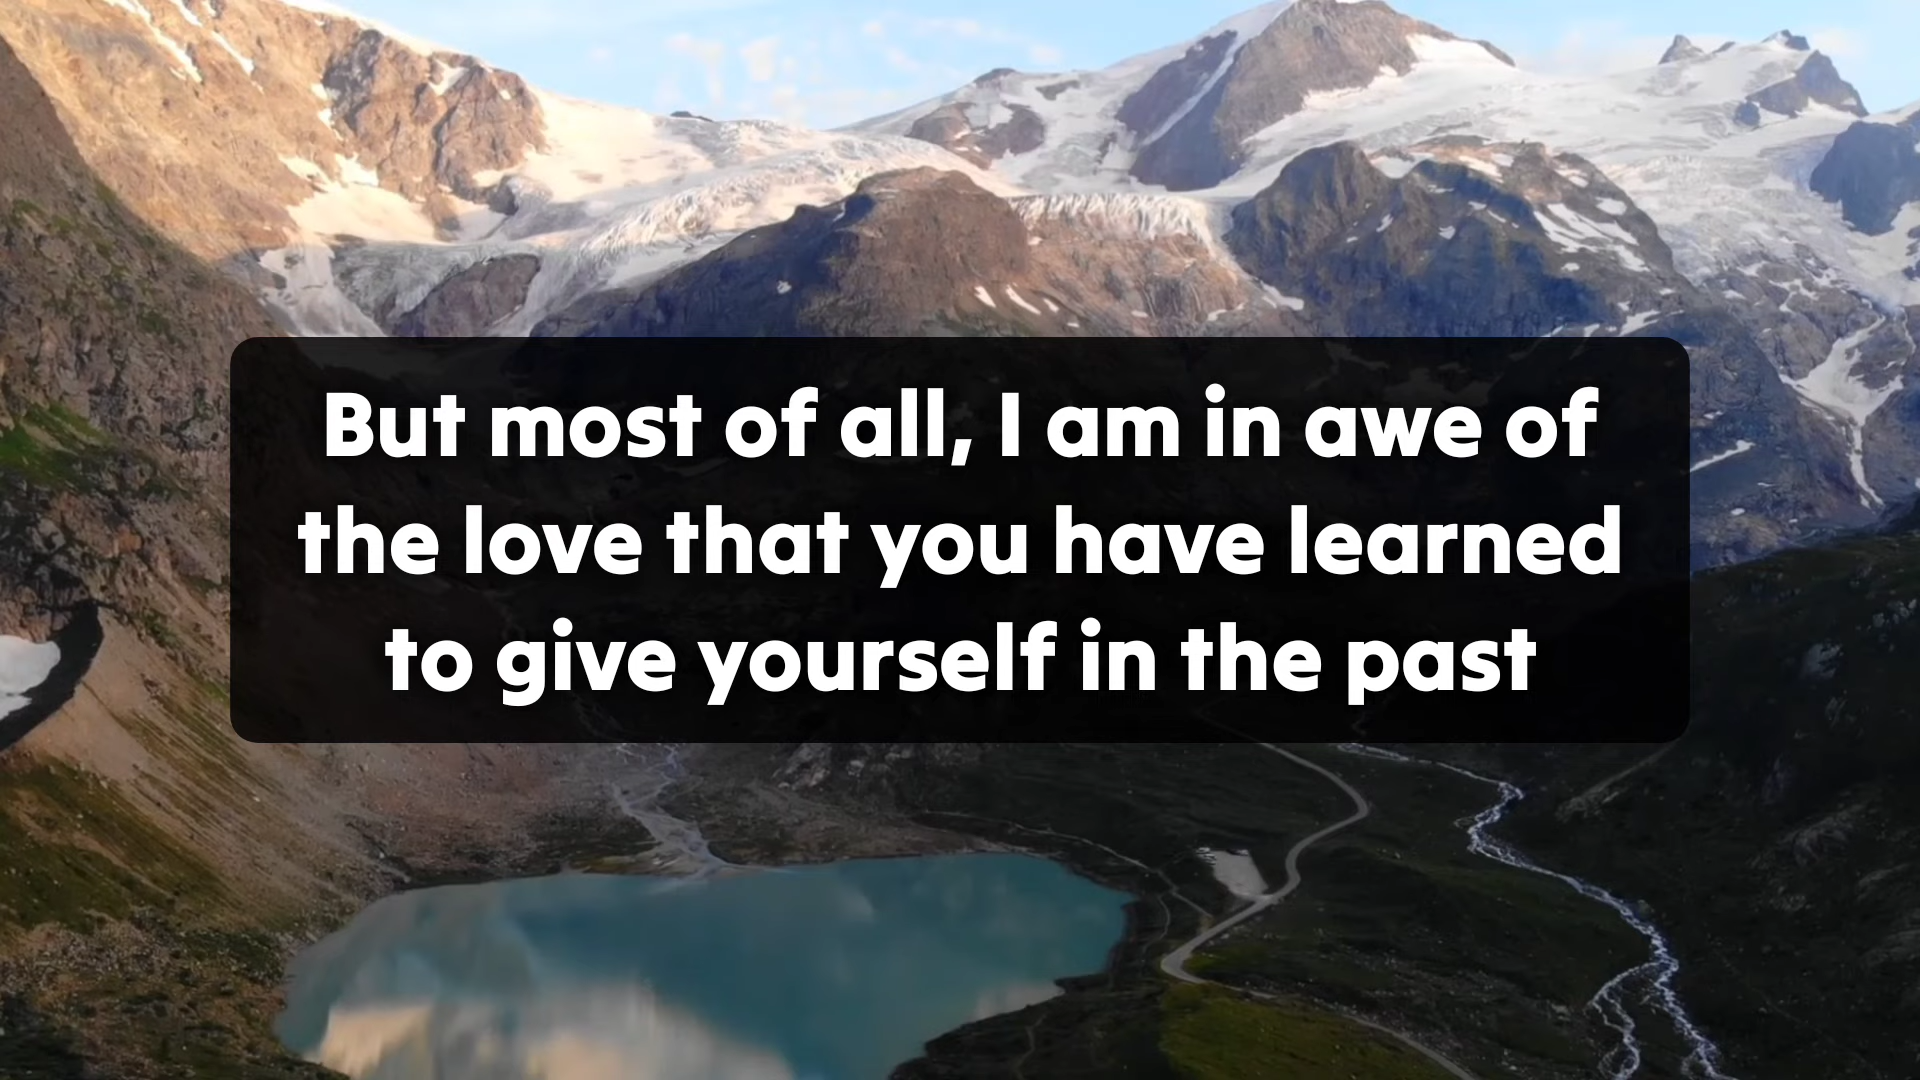 But most of all, I am in awe of
the love that you have learned
to give yourself in the past